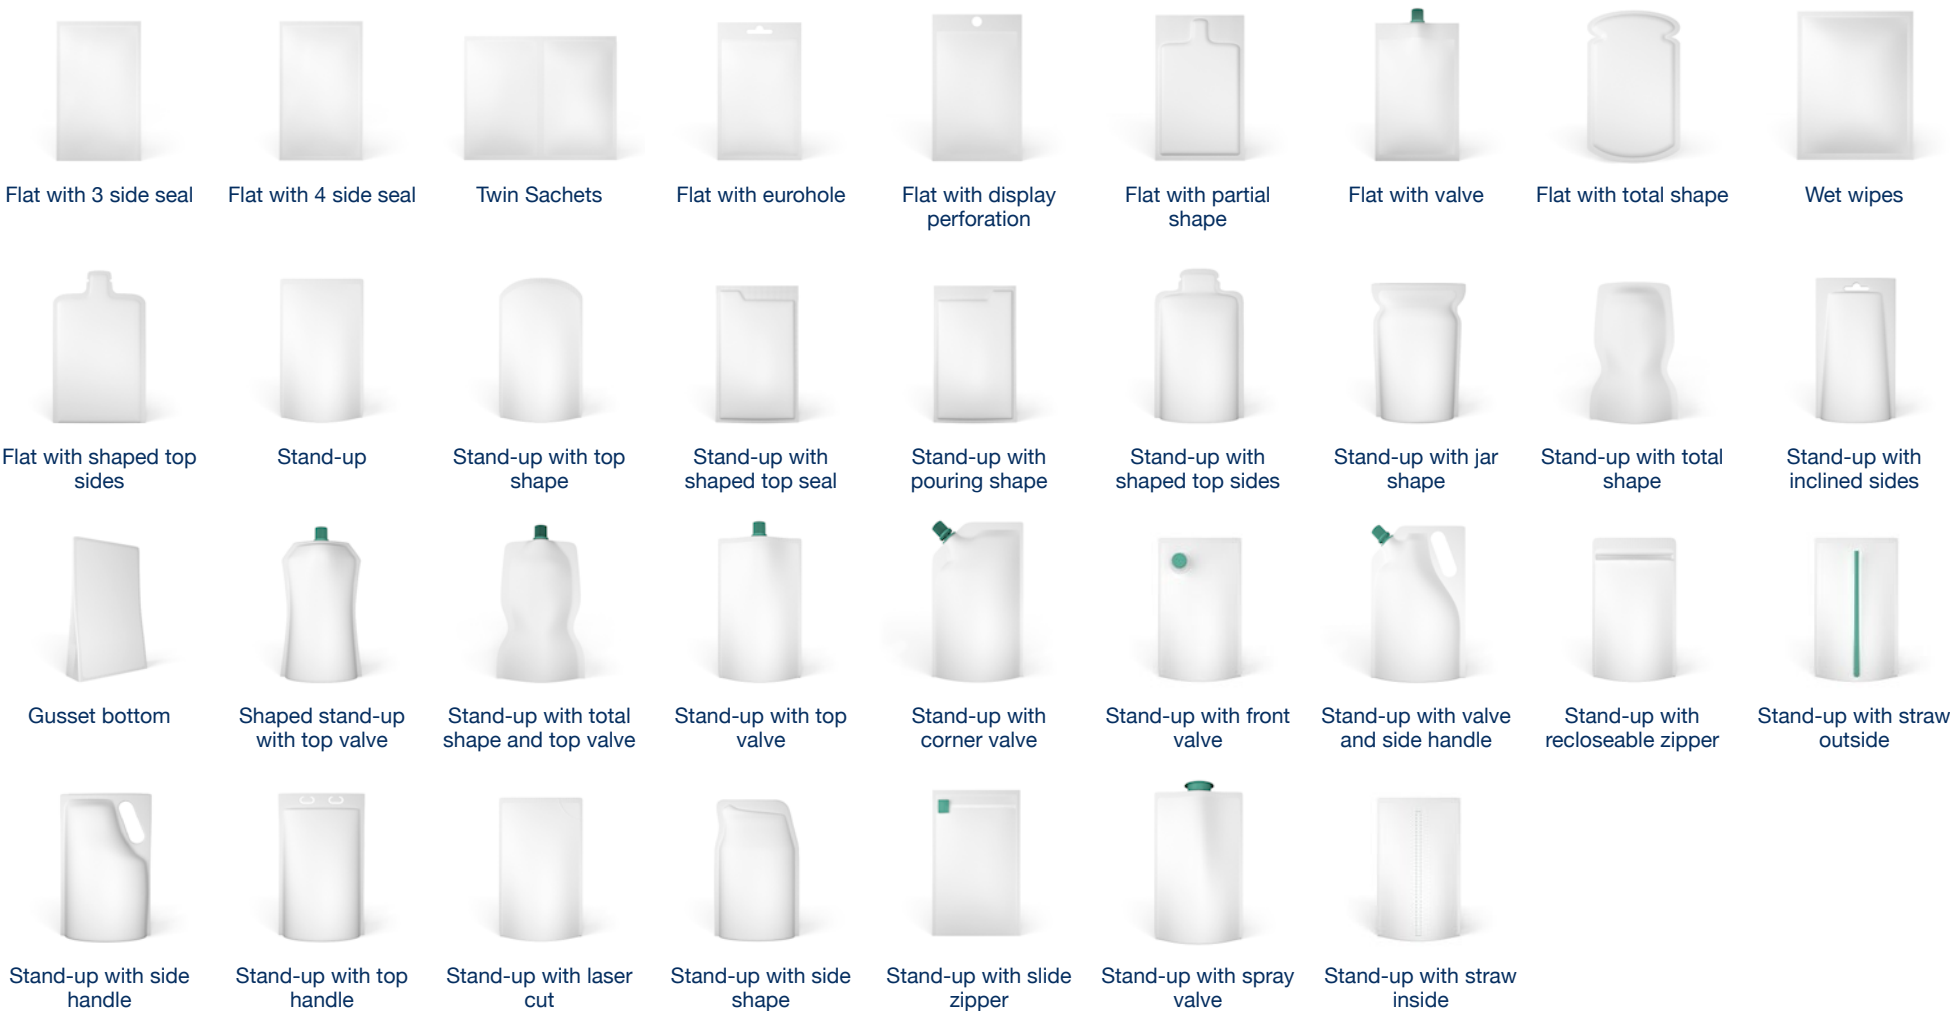 Flat with 3 side seal
Flat with 4 side seal
Twin Sachets
Flat with eurohole
Flat with display
perforation
Flat with partial
shape
Flat with valve
Flat with total shape
Wet wipes
Flat with shaped top
sides
Stand-up
Stand-up with top
shape
Stand-up with
shaped top seal
Stand-up with
pouring shape
Stand-up with
shaped top sides
Stand-up with jar
shape
Stand-up with total
shape
Stand-up with
inclined sides
Gusset bottom
Shaped stand-up
with top valve
Stand-up with total
shape and top valve
Stand-up with top
valve
Stand-up with
corner valve
Stand-up with front
valve
Stand-up with valve
and side handle
Stand-up with
recloseable zipper
Stand-up with straw
outside
Stand-up with side
handle
Stand-up with top
handle
Stand-up with laser
cut
Stand-up with side
shape
Stand-up with slide
zipper
Stand-up with spray
valve
Stand-up with straw
inside